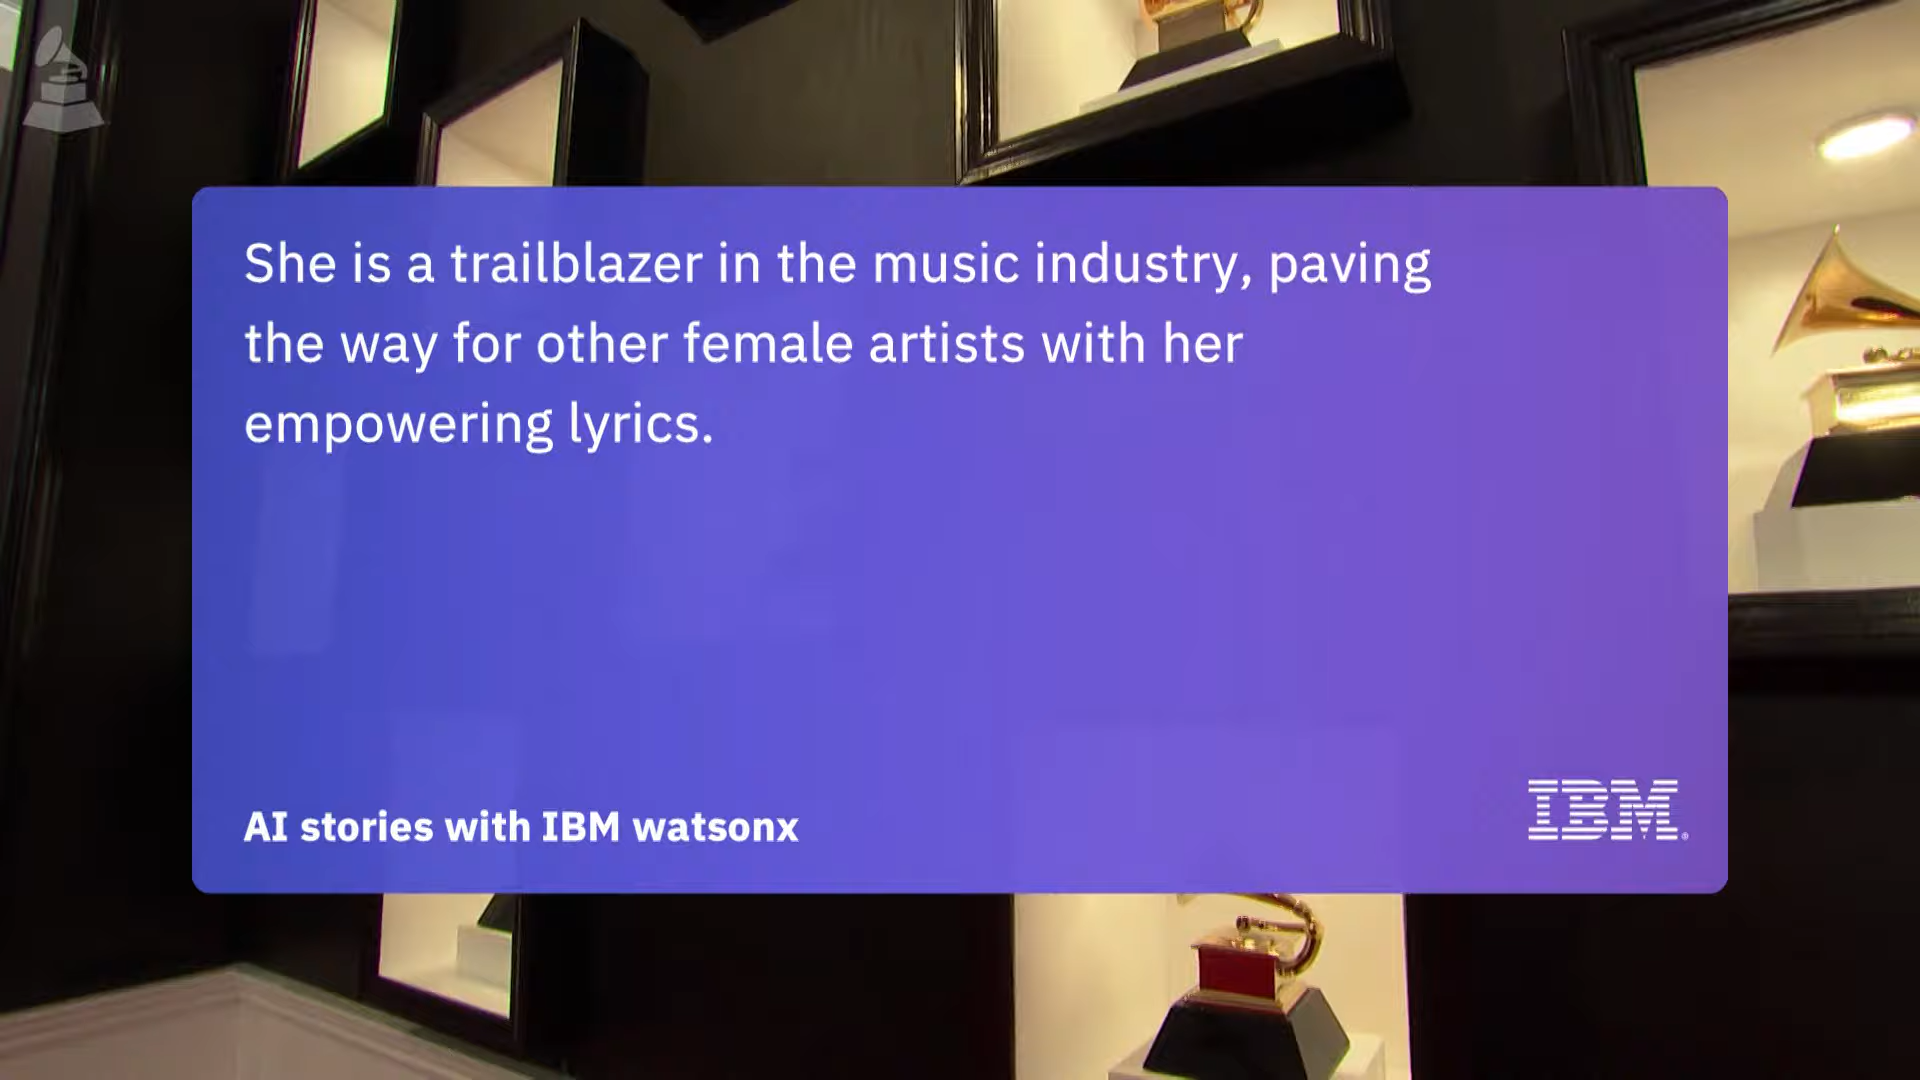 She is a trailblazer in the music industry, paving
the way for other female artists with her
empowering lyrics.
AI stories with IBM watsonx
IBM®